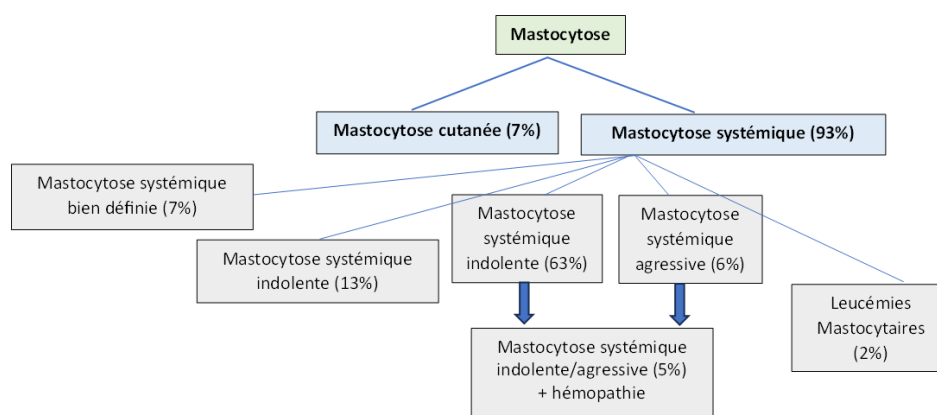 Mastocytose
Mastocytose cutanée (7%)
Mastocytose systémique (93%)
Mastocytose systémique
bien définie (7%)
Mastocytose systémique
indolente (13%)
Mastocytose
systémique
indolente (63%)
Mastocytose
systémique
agressive (6%)
Leucémies
Mastocytaires
(2%)
Mastocytose systémique
indolente/agressive (5%)
+ hémopathie